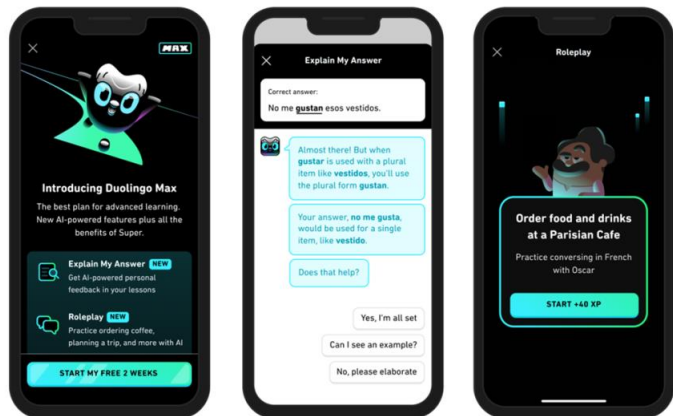 MAX
Introducing Duolingo Max
The best plan for advanced learning.
New AI-powered features plus all the
benefits of Super.
Explain My Answer NEW
Get AI-powered personal
feedback in your lessons
Roleplay NEW
Practice ordering coffee,
planning a trip, and more with AI
START MY FREE 2 WEEKS
Explain My Answer
Correct answer:
No me gustan esos vestidos.
Almost there! But when
gustar is used with a plural
item like vestidos, you'll use
the plural form gustan.
Your answer, no me gusta,
would be used for a single
item, like vestido.
Does that help?
Yes, I'm all set
Can I see an example?
No, please elaborate
Roleplay
Order food and drinks
at a Parisian Cafe
Practice conversing in French
with Oscar
START +40 XP